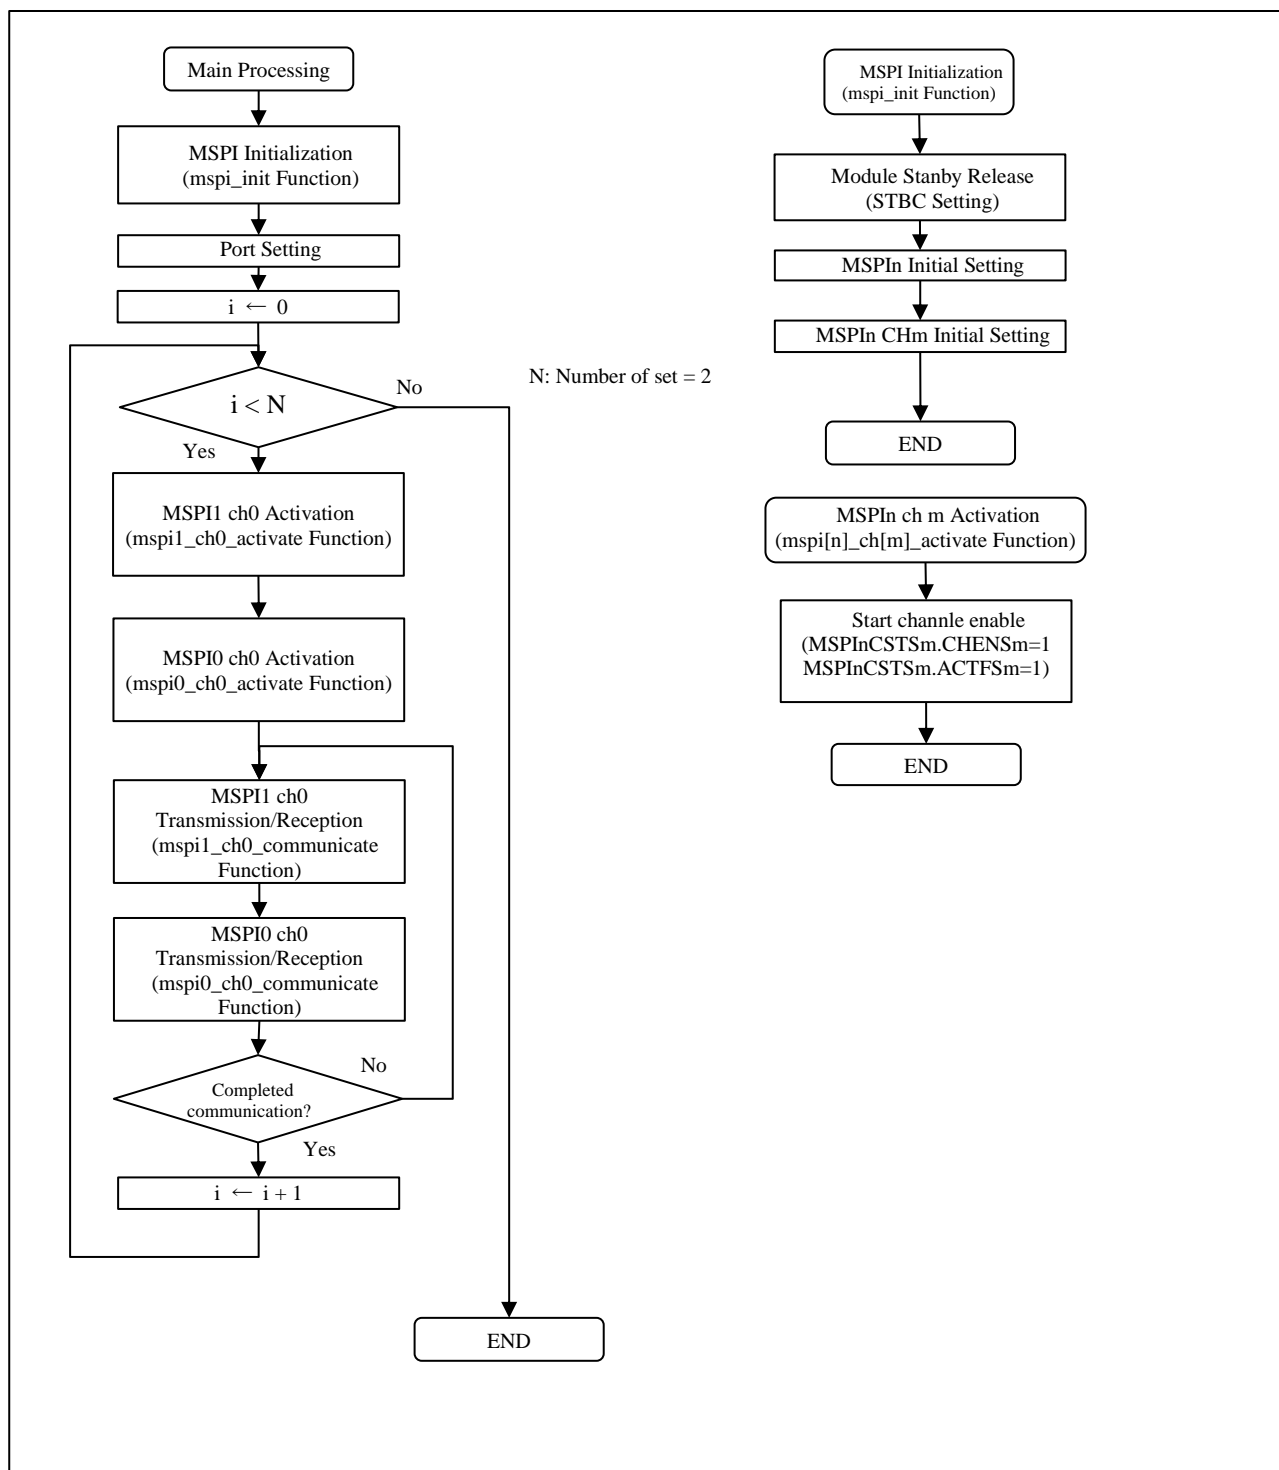 Main Processing
MSPI Initialization
(mspi_init Function)
Port Setting
i ← 0
i < N
No
Yes
N: Number of set = 2
MSPI1 ch0 Activation
(mspi1_ch0_activate Function)
MSPI0 ch0 Activation
(mspi0_ch0_activate Function)
MSPI1 ch0
Transmission/Reception
(mspi1_ch0_communicate
Function)
MSPI0 ch0
Transmission/Reception
(mspi0_ch0_communicate
Function)
Completed
communication?
No
Yes
i ← i + 1
END
MSPI Initialization
(mspi_init Function)
Module Stanby Release
(STBC Setting)
MSPIn Initial Setting
MSPIn CHm Initial Setting
END
MSPIn ch m Activation
(mspi[n]_ch[m]_activate Function)
Start channle enable
(MSPInCSTSm.CHENSm=1
MSPInCSTSm.ACTFSm=1)
END